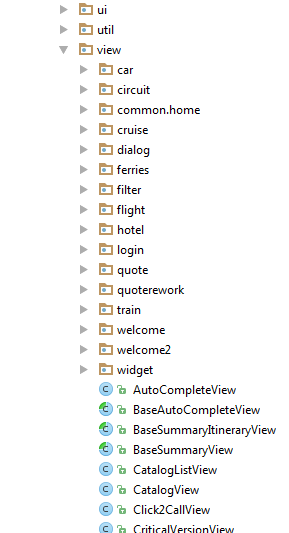 ui
util
view
car
circuit
common.home
cruise
dialog
ferries
filter
flight
hotel
login
quote
quoterework
train
welcome
welcome2
widget
C AutoCompleteView
C BaseAutoCompleteView
C BaseSummaryItineraryView
C BaseSummaryView
C CatalogListView
C CatalogView
C Click2CallView
C CriticalVersionView